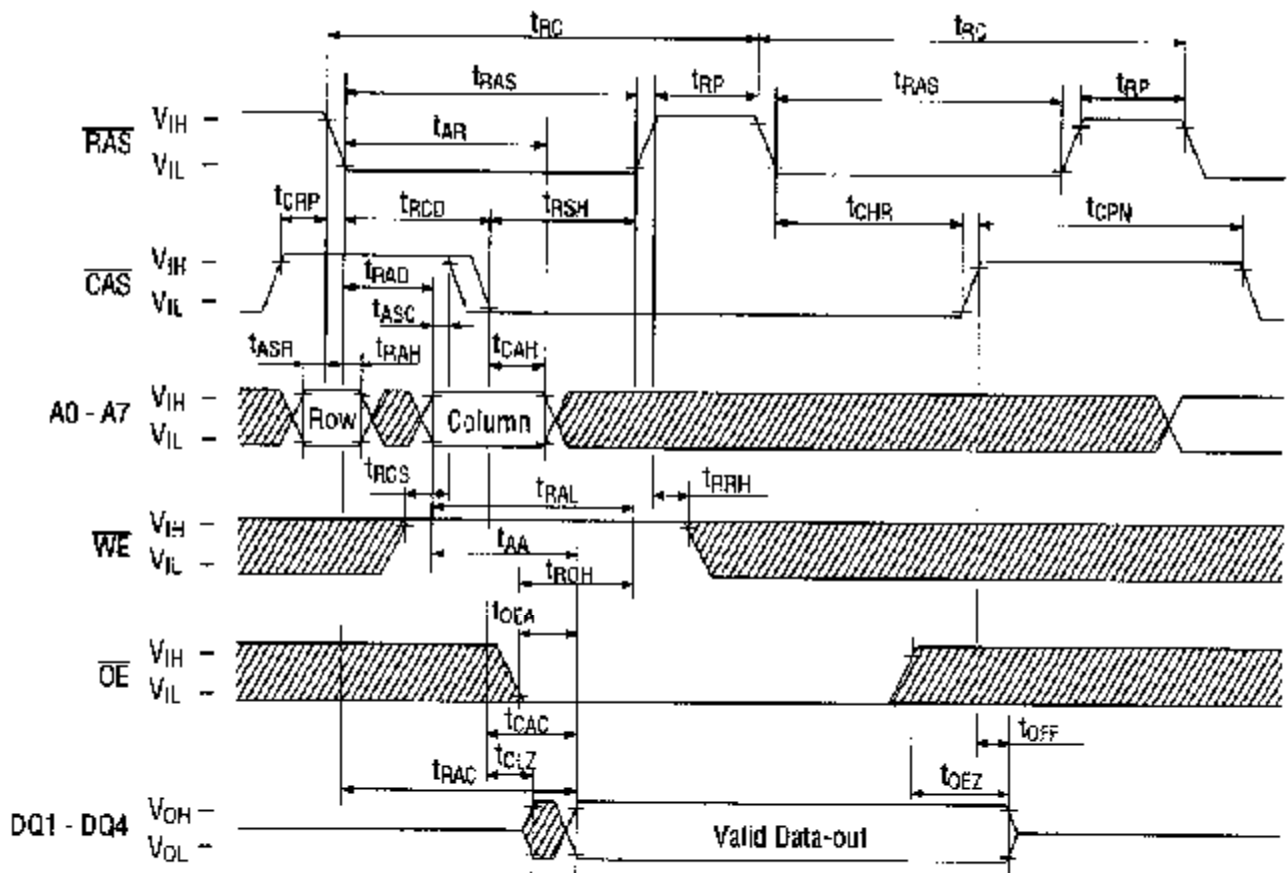 tRC tRC
tRAS tRP tRAS tRP
RAS VIH
VIL
tAR
tCRP tRCD tRSH tCHR tCPN
CAS VIH
VIL
tRAD
tASC
tASR tRAH tCAH
A0 - A7 VIH
VIL
Row Column
tRCS tRAL tRRH
WE VIH
VIL
tAA
tROH
tOEA
OE VIH
VIL
tCAC tOFF
tCLZ
tRAC tOEZ
DQ1 - DQ4 VOH
VOL
Valid Data-out